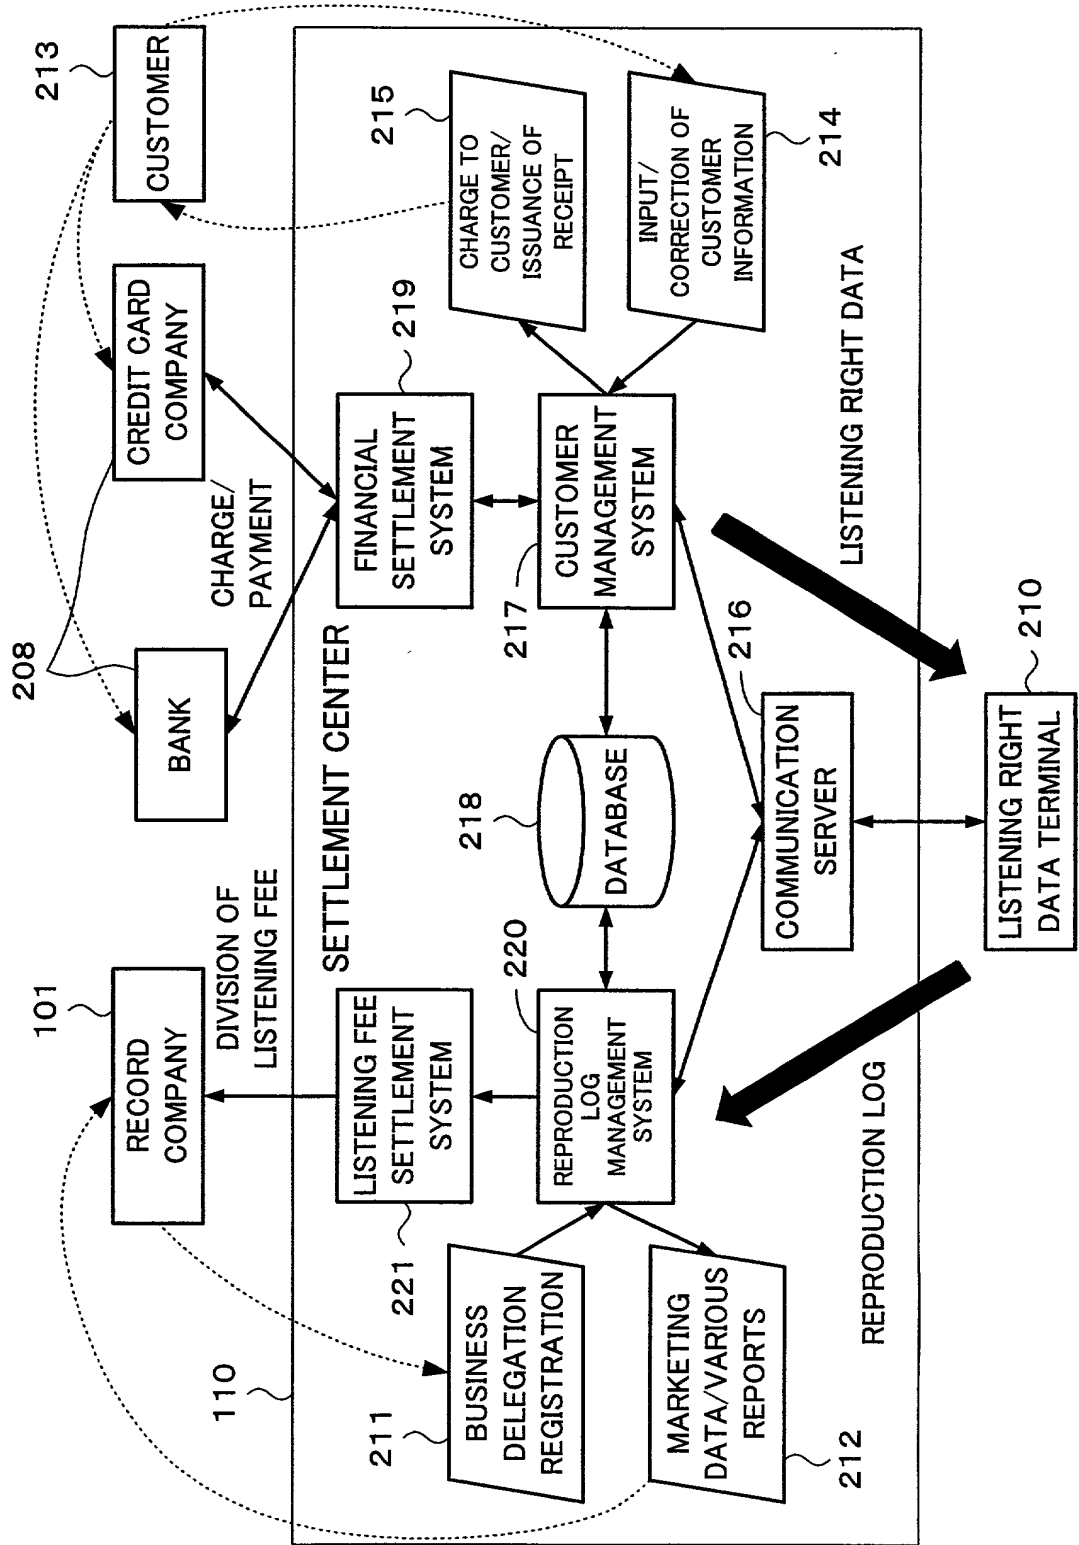 101
RECORD
COMPANY
208
BANK
CREDIT CARD
COMPANY
213
CUSTOMER
DIVISION OF
LISTENING FEE
CHARGE/
PAYMENT
110
SETTLEMENT CENTER
221
LISTENING FEE
SETTLEMENT
SYSTEM
FINANCIAL
SETTLEMENT
SYSTEM
219
211
BUSINESS
DELEGATION
REGISTRATION
215
CHARGE TO
CUSTOMER/
ISSUANCE OF
RECEIPT
220
REPRODUCTION
LOG
MANAGEMENT
SYSTEM
218
DATABASE
217
CUSTOMER
MANAGEMENT
SYSTEM
212
MARKETING
DATA/VARIOUS
REPORTS
214
INPUT/
CORRECTION OF
CUSTOMER
INFORMATION
216
COMMUNICATION
SERVER
REPRODUCTION LOG
LISTENING RIGHT DATA
210
LISTENING RIGHT
DATA TERMINAL